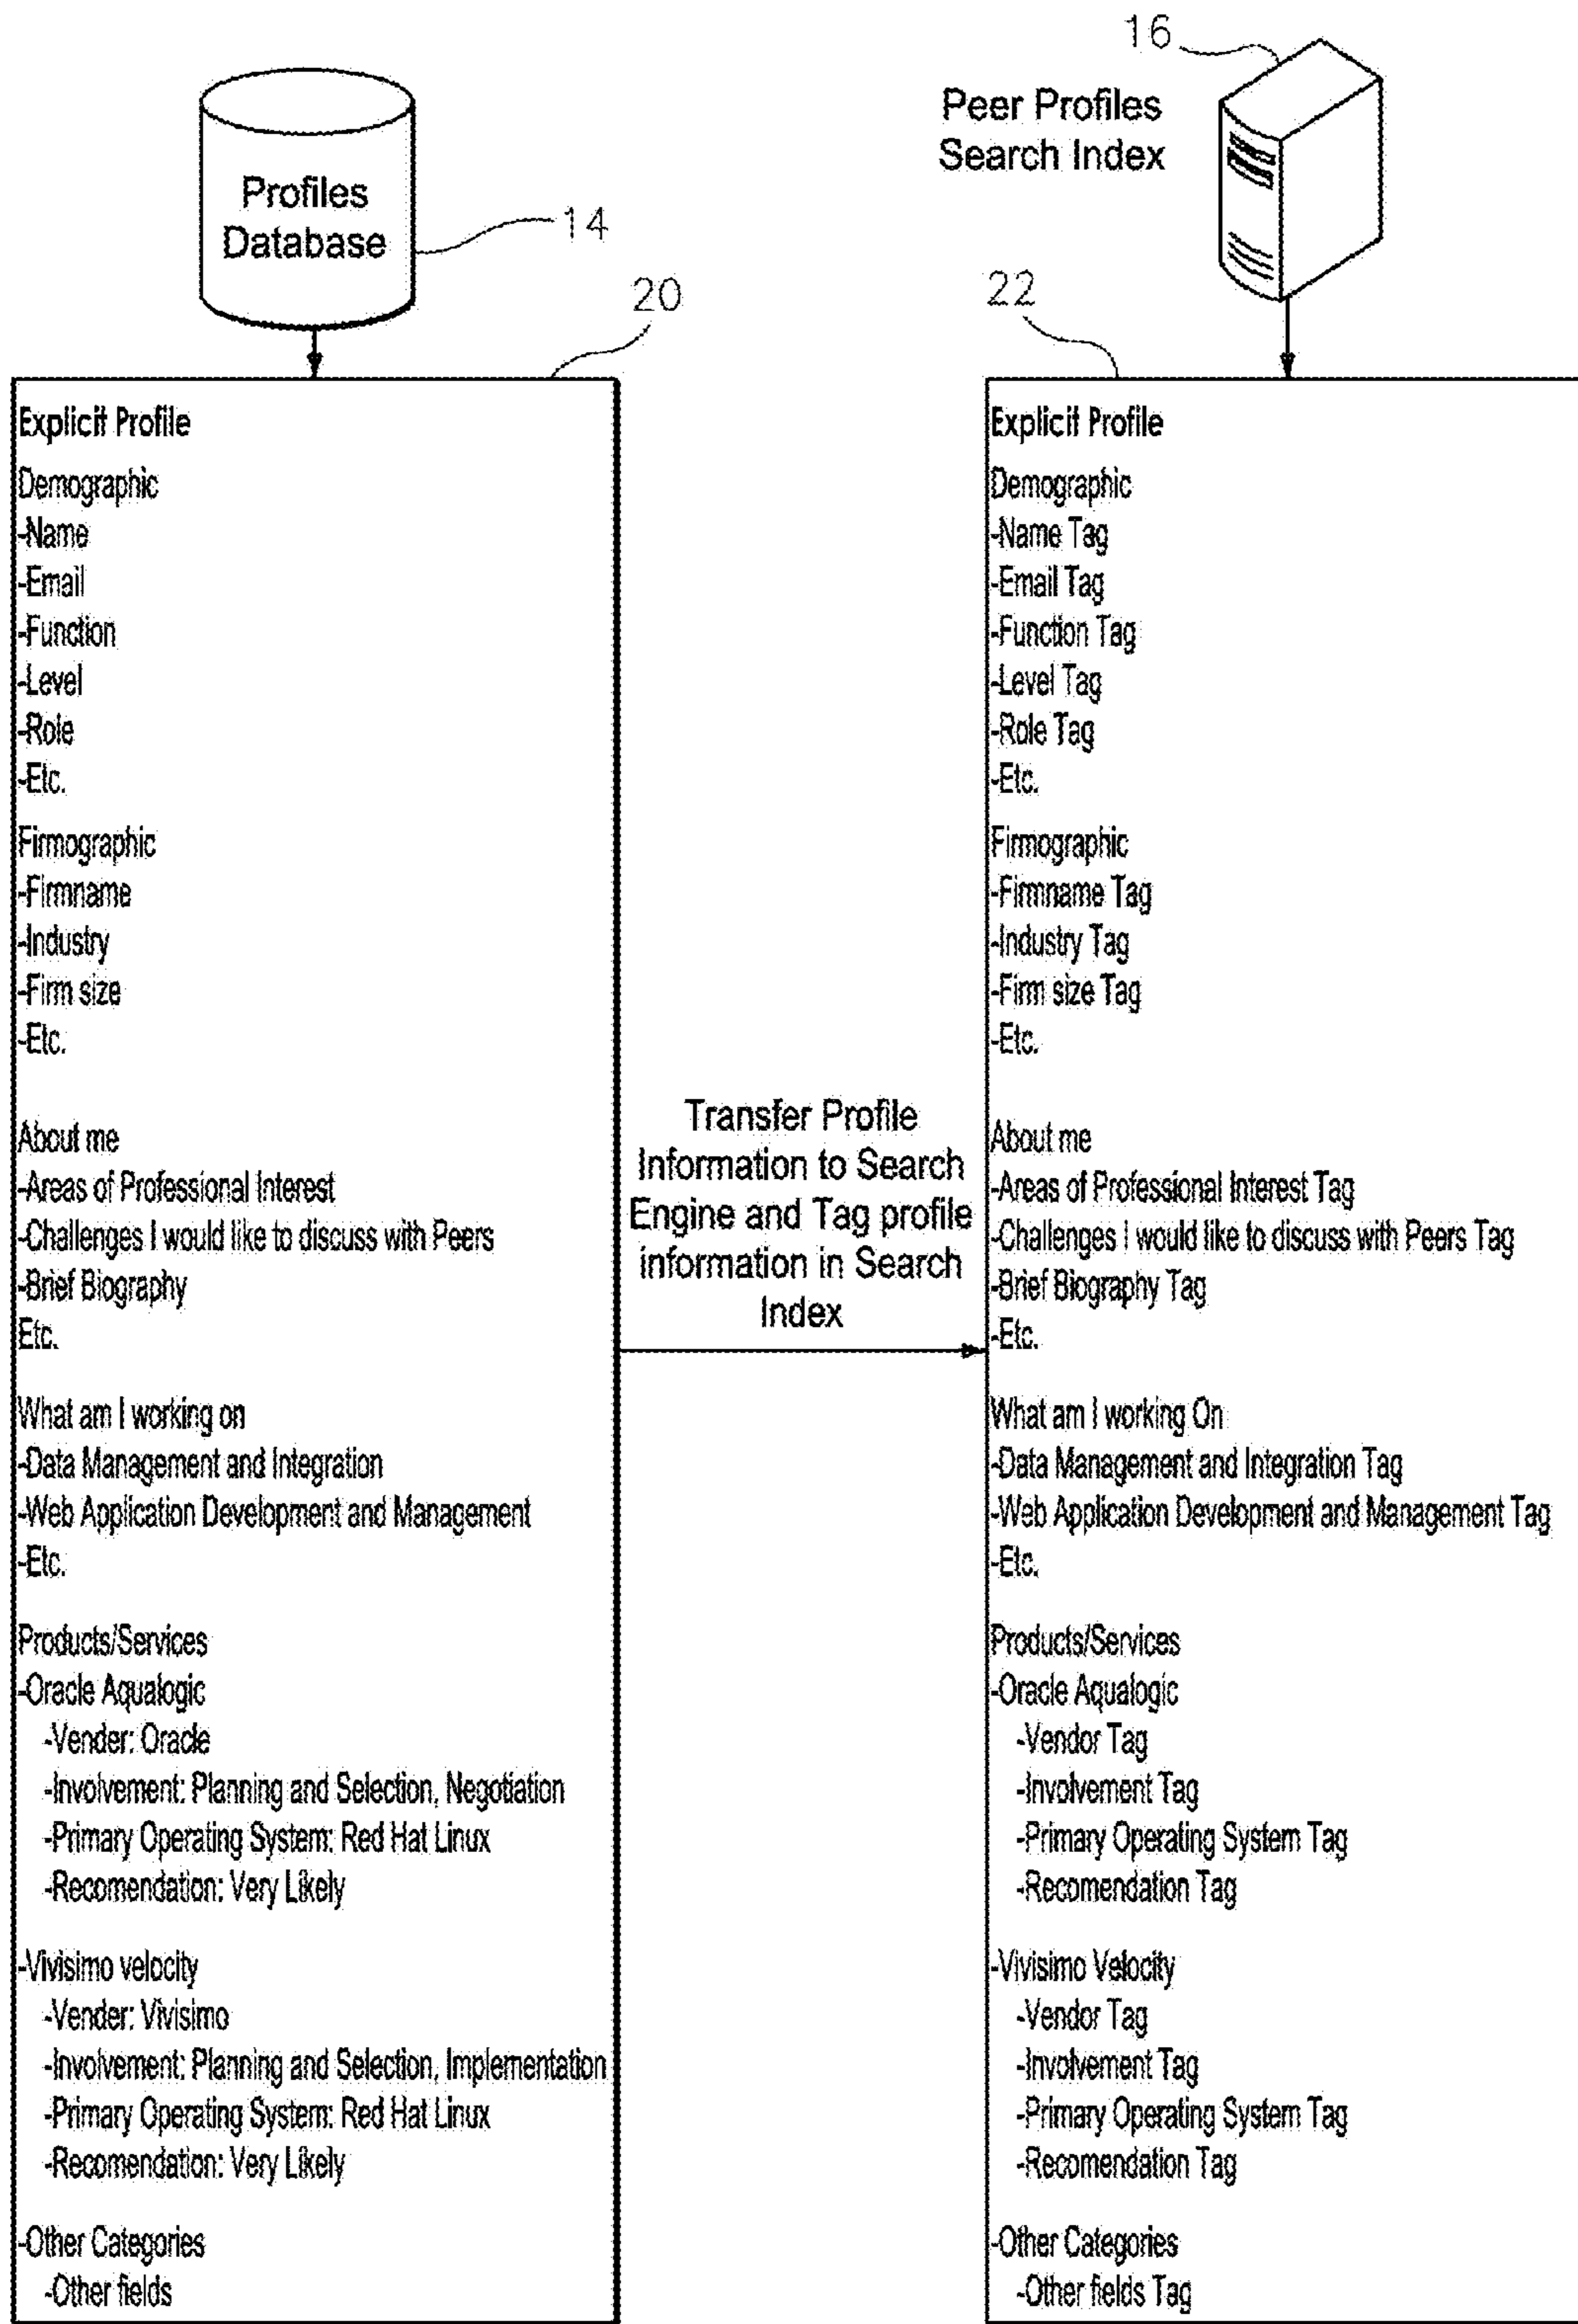 16
Peer Profiles
Search Index
Profiles
Database
14
20
22
Explicit Profile
Demographic
-Name
-Email
-Function
-Level
-Role
-Etc.
Firmographic
-Firmname
-Industry
-Firm size
-Etc.
About me
-Areas of Professional Interest
-Challenges I would like to discuss with Peers
-Brief Biography
Etc.
What am I working on
-Data Management and Integration
-Web Application Development and Management
-Etc.
Products/Services
-Oracle Aqualogic
-Vender: Oracle
-Involvement: Planning and Selection, Negotiation
-Primary Operating System: Red Hat Linux
-Recomendation: Very Likely
-Vivisimo velocity
-Vender: Vivisimo
-Involvement: Planning and Selection, Implementation
-Primary Operating System: Red Hat Linux
-Recomendation: Very Likely
-Other Categories
-Other fields
Transfer Profile
Information to Search
Engine and Tag profile
information in Search
Index
Explicit Profile
Demographic
-Name Tag
-Email Tag
-Function Tag
-Level Tag
-Role Tag
-Etc.
Firmographic
-Firmname Tag
-Industry Tag
-Firm size Tag
-Etc.
About me
-Areas of Professional Interest Tag
-Challenges I would like to discuss with Peers Tag
-Brief Biography Tag
-Etc.
What am I working On
-Data Management and Integration Tag
-Web Application Development and Management Tag
-Etc.
Products/Services
-Oracle Aqualogic
-Vendor Tag
-Involvement Tag
-Primary Operating System Tag
-Recomendation Tag
-Vivisimo Velocity
-Vendor Tag
-Involvement Tag
-Primary Operating System Tag
-Recomendation Tag
-Other Categories
-Other fields Tag